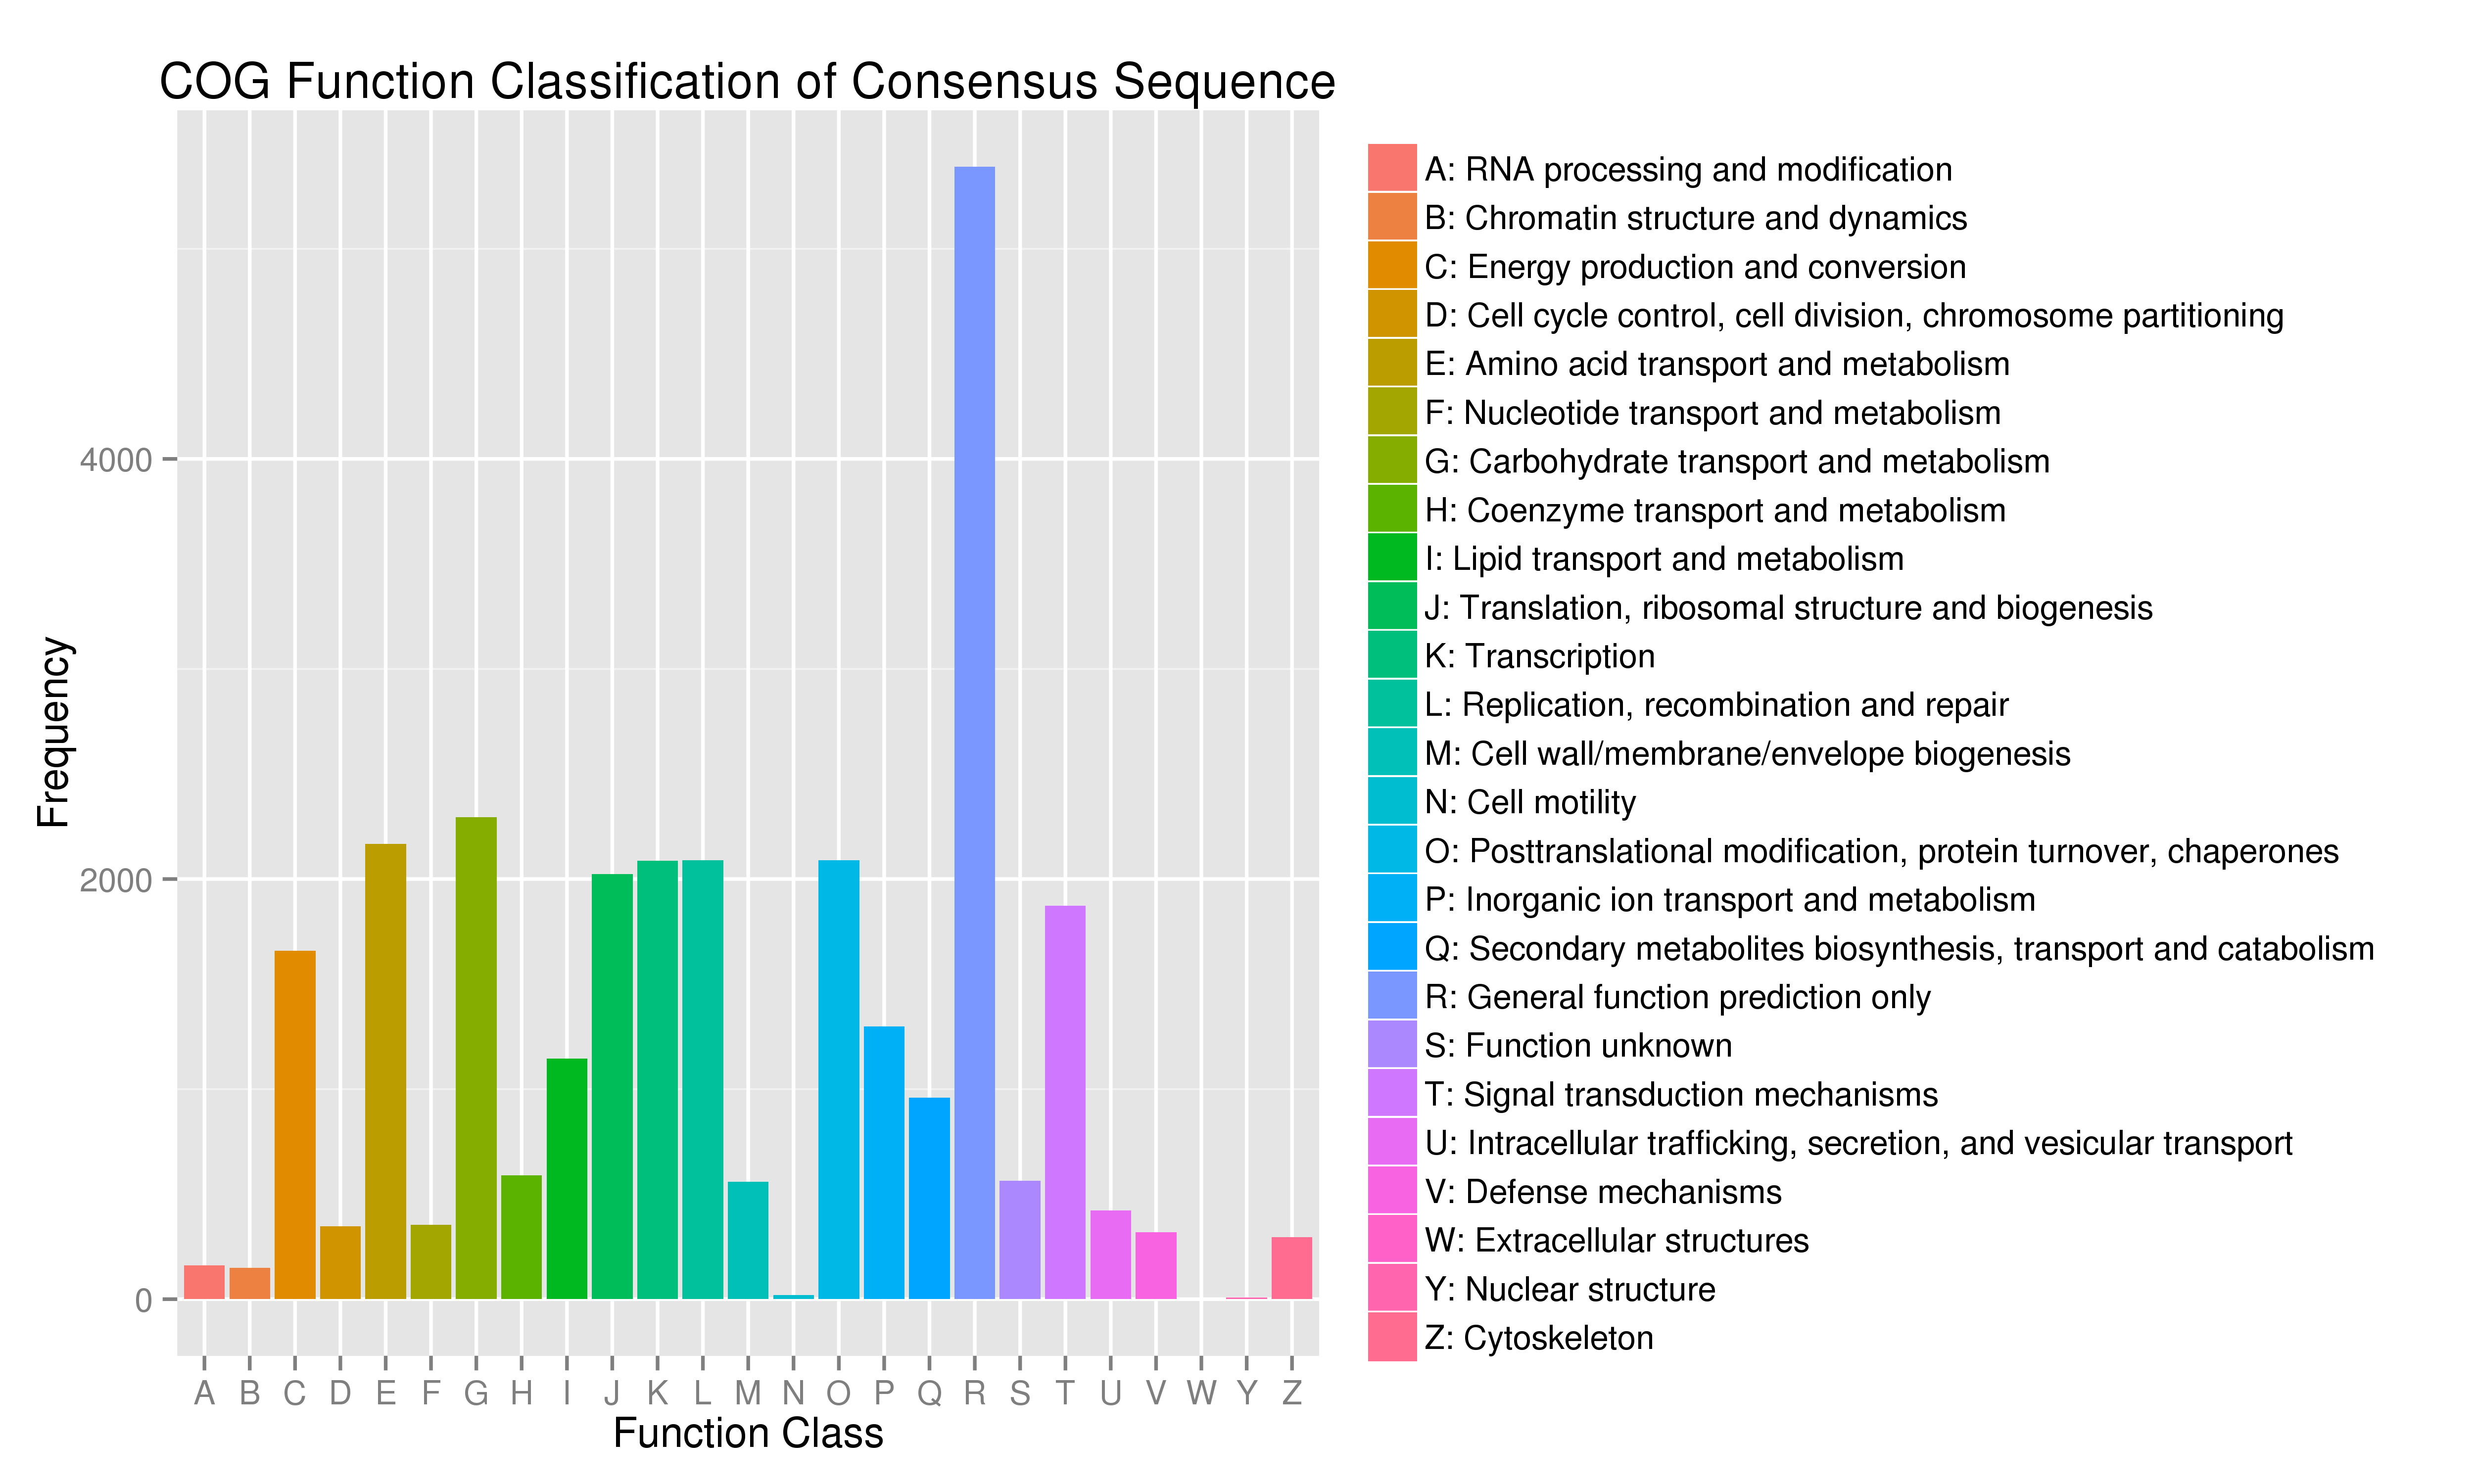 COG Function Classification of Consensus Sequence
Frequency
4000
2000
0
A B C D E F G H I J K L M N O P Q R S T U V W Y Z
Function Class
A: RNA processing and modification
B: Chromatin structure and dynamics
C: Energy production and conversion
D: Cell cycle control, cell division, chromosome partitioning
E: Amino acid transport and metabolism
F: Nucleotide transport and metabolism
G: Carbohydrate transport and metabolism
H: Coenzyme transport and metabolism
I: Lipid transport and metabolism
J: Translation, ribosomal structure and biogenesis
K: Transcription
L: Replication, recombination and repair
M: Cell wall/membrane/envelope biogenesis
N: Cell motility
O: Posttranslational modification, protein turnover, chaperones
P: Inorganic ion transport and metabolism
Q: Secondary metabolites biosynthesis, transport and catabolism
R: General function prediction only
S: Function unknown
T: Signal transduction mechanisms
U: Intracellular trafficking, secretion, and vesicular transport
V: Defense mechanisms
W: Extracellular structures
Y: Nuclear structure
Z: Cytoskeleton